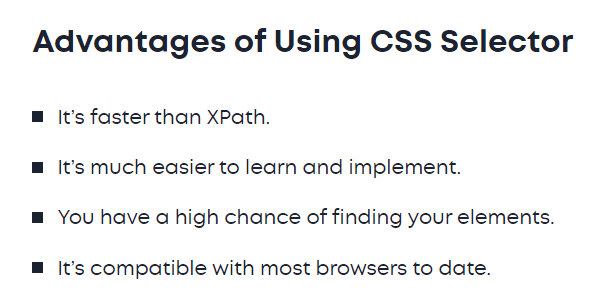 Advantages of Using CSS Selector
It's faster than XPath.
It's much easier to learn and implement.
You have a high chance of finding your elements.
It's compatible with most browsers to date.